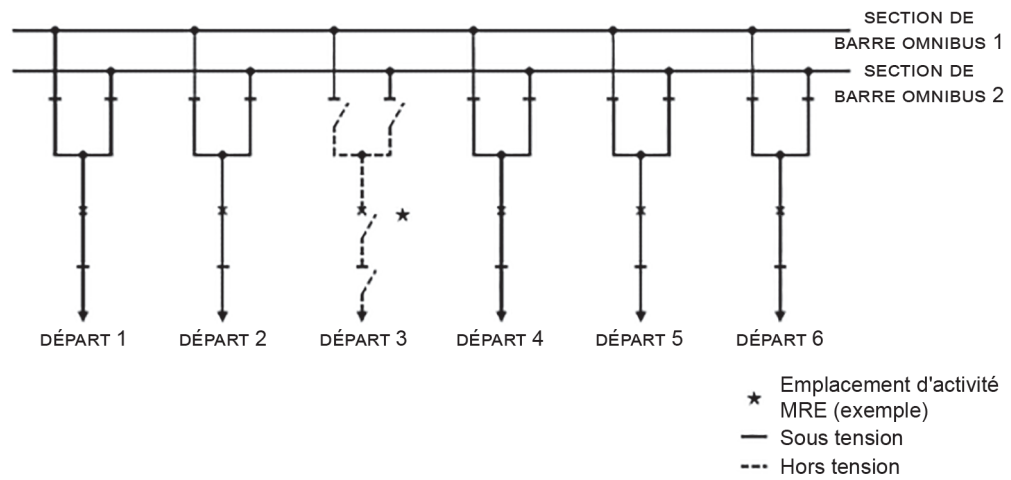 SECTION DE
BARRE OMNIBUS 1
SECTION DE
BARRE OMNIBUS 2
DÉPART 1
DÉPART 2
DÉPART 3
DÉPART 4
DÉPART 5
DÉPART 6
Emplacement d'activité
MRE (exemple)
Sous tension
Hors tension